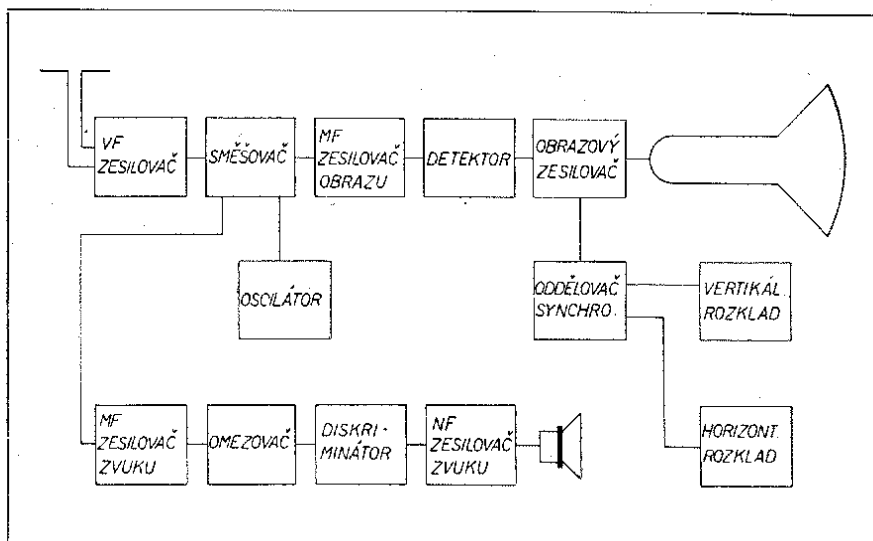 VF
ZESILOVAČ
SMĚŠOVAČ
MF
ZESILOVAČ
OBRAZU
DETEKTOR
OBRAZOVÝ
ZESILOVAČ
OSCILÁTOR
ODDĚLOVAČ
SYNCHRO.
VERTIKÁL.
ROZKLAD
MF
ZESILOVAČ
ZVUKU
OMEZOVAČ
DISKRI-
MINÁTOR
NF
ZESILOVAČ
ZVUKU
HORIZONT.
ROZKLAD